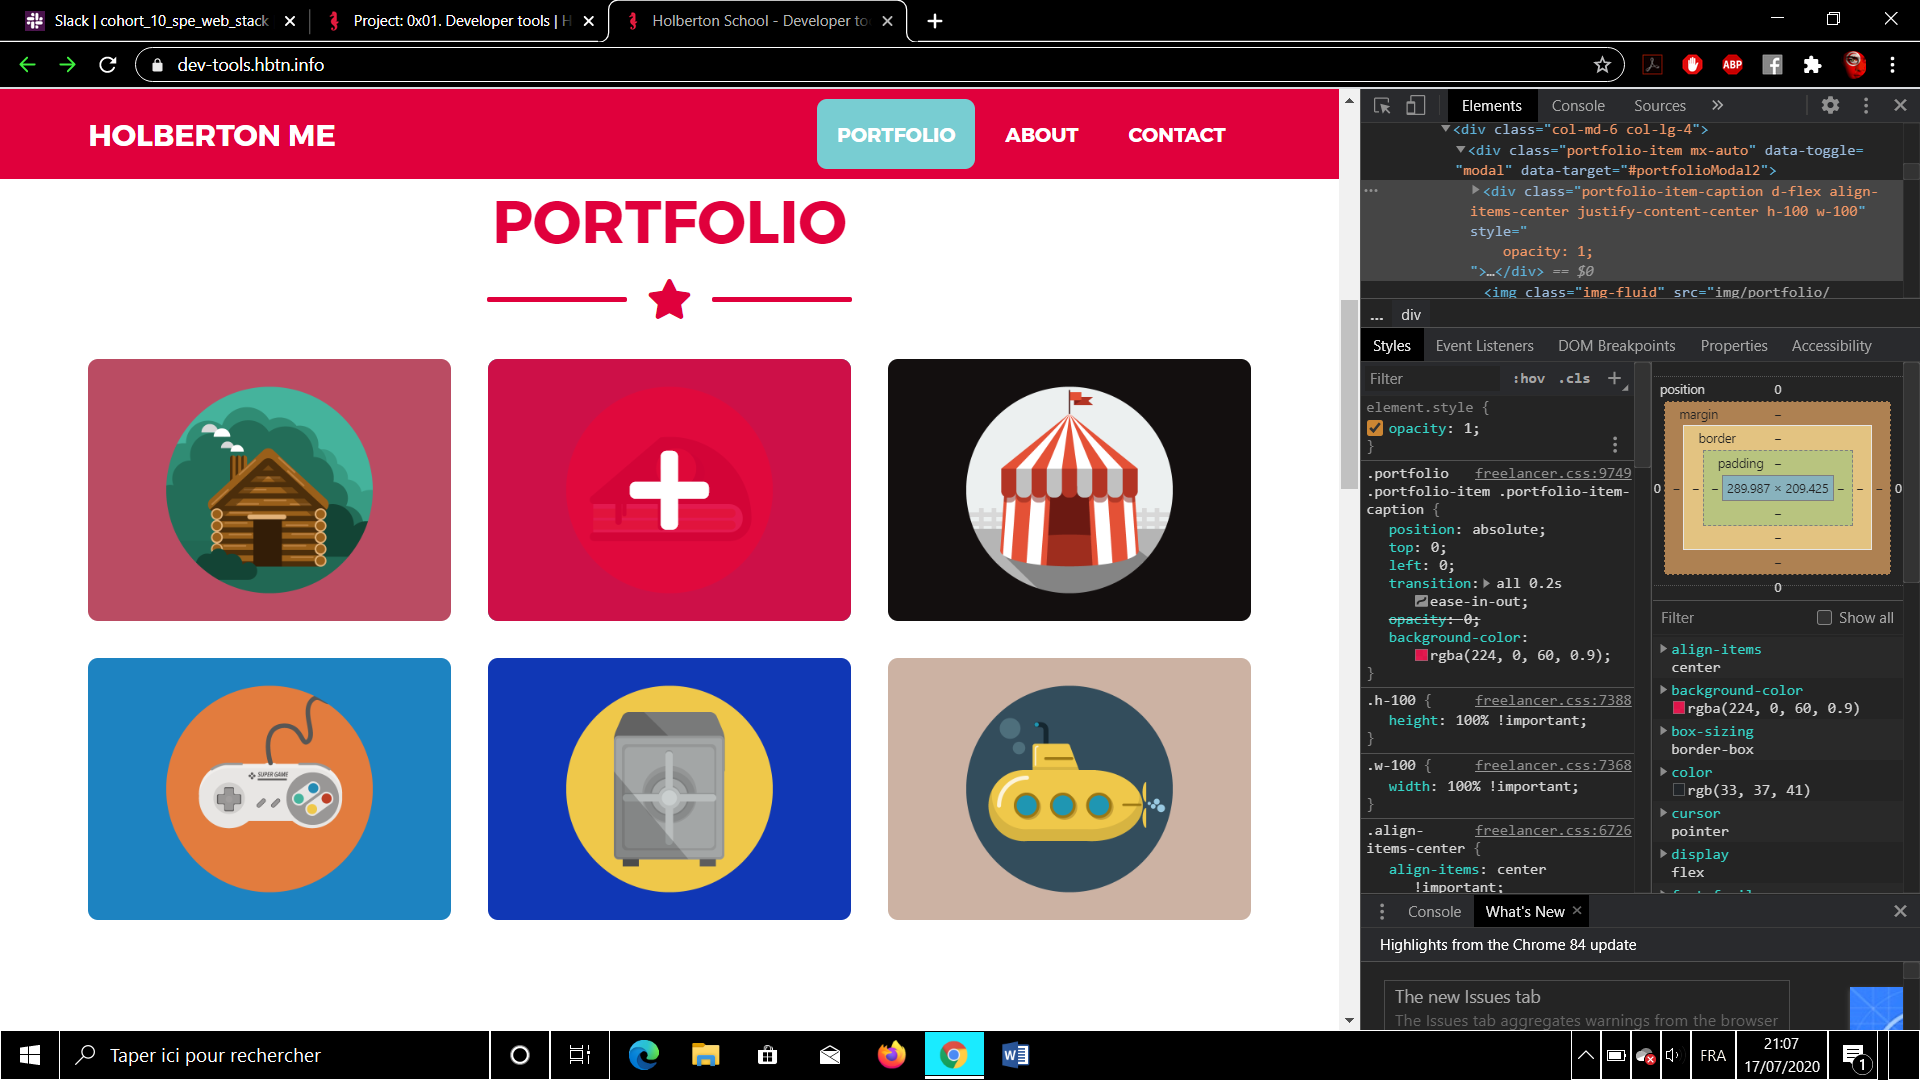 Slack | cohort_10_spe_web_stack
Project: 0x01. Developer tools | H
Holberton School - Developer to
dev-tools.hbtn.info
ABP
HOLBERTON ME
PORTFOLIO
ABOUT
CONTACT
PORTFOLIO
SUPER GAME
Elements
Console
Sources
<div class="col-md-6 col-lg-4">
<div class="portfolio-item mx-auto" data-toggle=
"modal" data-target="#portfolioModal2">
<div class="portfolio-item-caption d-flex align-
items-center justify-content-center h-100 w-100"
style="
opacity: 1;
">…</div> == $0
<img class="img-fluid" src="img/portfolio/
... div
Styles
Event Listeners
DOM Breakpoints
Properties
Accessibility
Filter
:hov .cls +
element.style {
opacity: 1;
}
.portfolio freelancer.css:9749
.portfolio-item .portfolio-item-
caption {
position: absolute;
top: 0;
left: 0;
transition: all 0.2s
ease-in-out;
opacity: 0;
background-color:
rgba(224, 0, 60, 0.9);
}
.h-100 { freelancer.css:7388
height: 100% !important;
}
.w-100 { freelancer.css:7368
width: 100% !important;
}
.align- freelancer.css:6726
items-center {
align-items: center
!important;
position 0
margin –
border –
padding –
0 – – – 289.987 × 209.425 – – – 0
–
–
–
0
Filter
Show all
align-items
center
background-color
rgba(224, 0, 60, 0.9)
box-sizing
border-box
color
rgb(33, 37, 41)
cursor
pointer
display
flex
Console
What's New
Highlights from the Chrome 84 update
The new Issues tab
The Issues tab aggregates warnings from the browser
Taper ici pour rechercher
FRA
21:07
17/07/2020
1